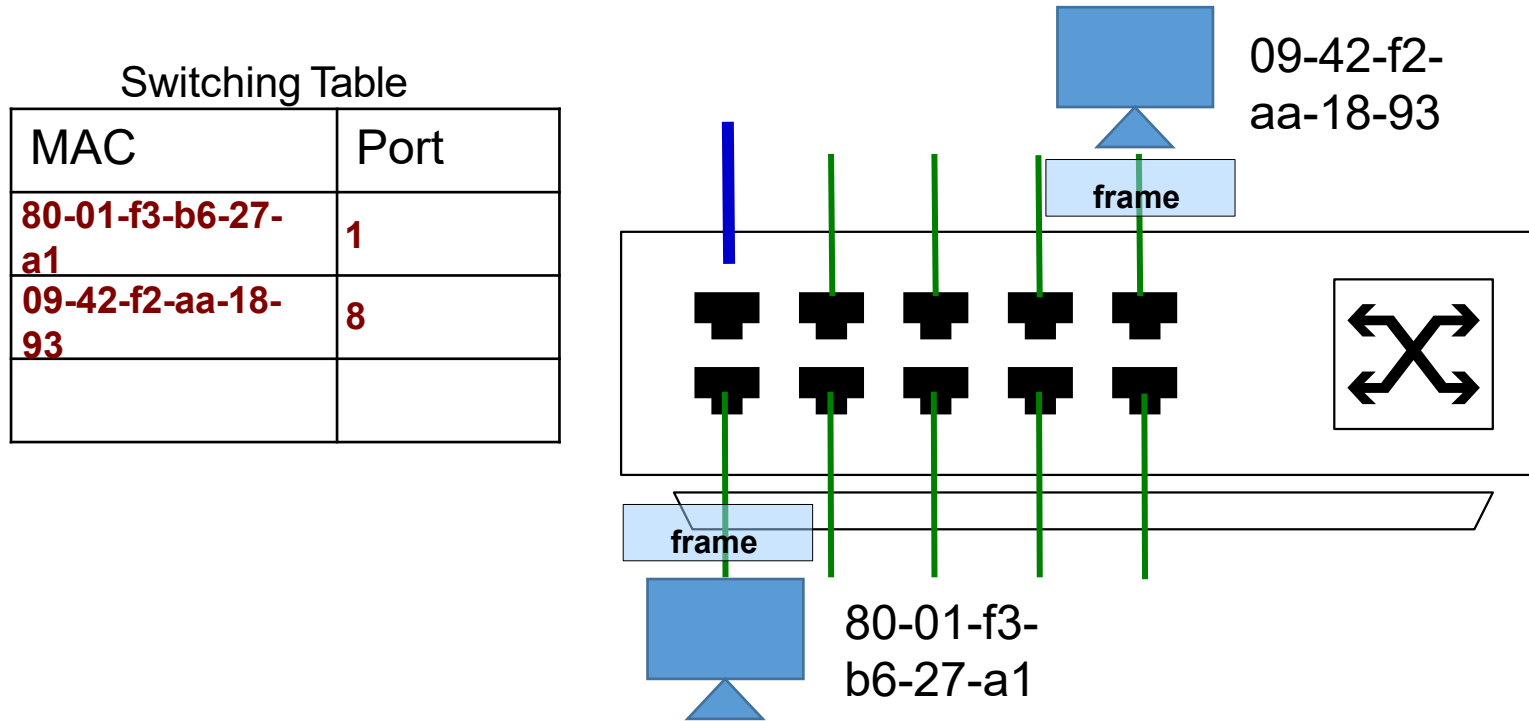 Switching Table
MAC Port
80-01-f3-b6-27-
a1
1
09-42-f2-aa-18-
93
8
09-42-f2-
aa-18-93
frame
frame
80-01-f3-
b6-27-a1